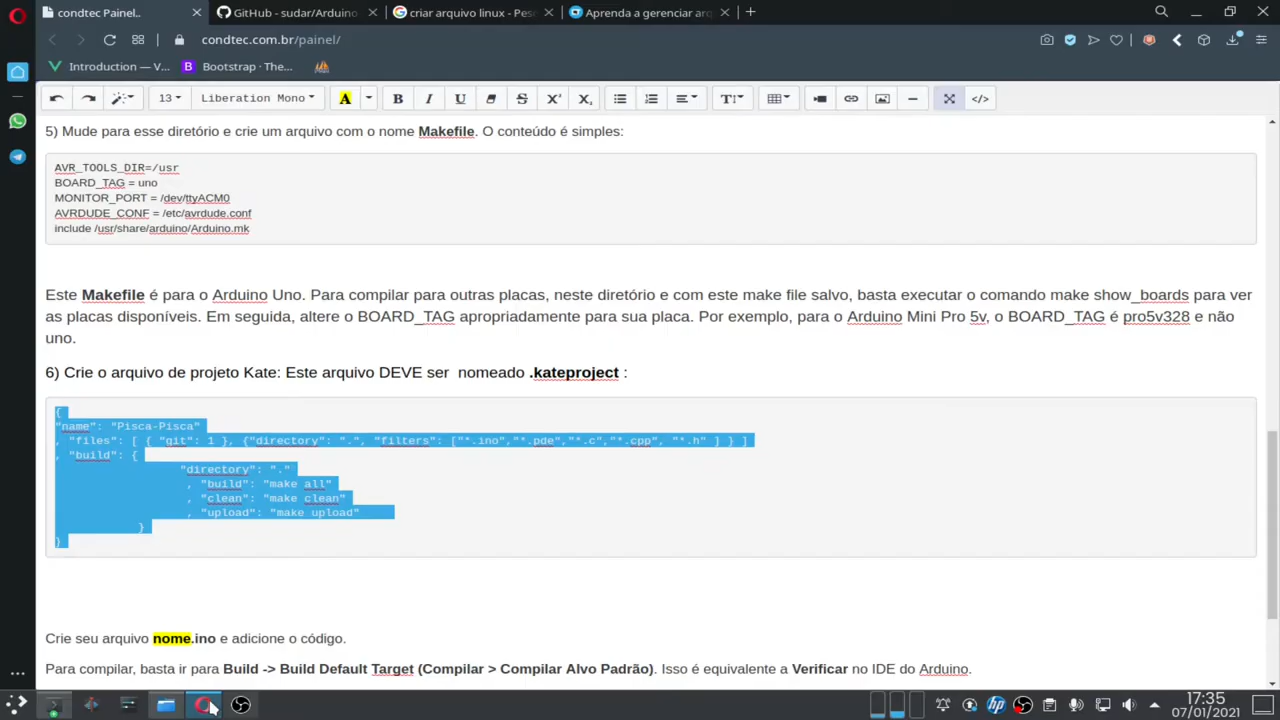 condtec Painel..
GitHub - sudar/Arduino
criar arquivo linux - Pes
Aprenda a gerenciar arq
condtec.com.br/painel/
Introduction — V...
Bootstrap · The...
13
Liberation Mono
A
B
I
U
S
X²
X₂
</>
5) Mude para esse diretório e crie um arquivo com o nome Makefile. O conteúdo é simples:
AVR_TOOLS_DIR=/usr
BOARD_TAG = uno
MONITOR_PORT = /dev/ttyACM0
AVRDUDE_CONF = /etc/avrdude.conf
include /usr/share/arduino/Arduino.mk
Este Makefile é para o Arduino Uno. Para compilar para outras placas, neste diretório e com este make file salvo, basta executar o comando make show_boards para ver
as placas disponíveis. Em seguida, altere o BOARD_TAG apropriadamente para sua placa. Por exemplo, para o Arduino Mini Pro 5v, o BOARD_TAG é pro5v328 e não
uno.
6) Crie o arquivo de projeto Kate: Este arquivo DEVE ser  nomeado .kateproject :
{
"name": "Pisca-Pisca"
, "files": [ { "git": 1 }, {"directory": ".", "filters": ["*.ino","*.pde","*.c","*.cpp", "*.h" ] } ]
, "build": {
"directory": "."
, "build": "make all"
, "clean": "make clean"
, "upload": "make upload"
}
}
Crie seu arquivo nome.ino e adicione o código.
Para compilar, basta ir para Build -> Build Default Target (Compilar > Compilar Alvo Padrão). Isso é equivalente a Verificar no IDE do Arduino.
17:35
07/01/2021